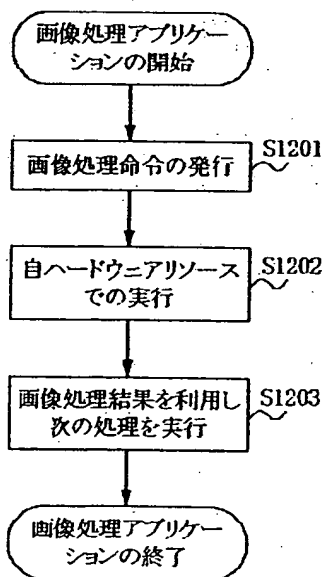 画像処理アプリケー
ションの開始
画像処理命令の発行
S1201
自ハードウェアリソース
での実行
S1202
画像処理結果を利用し
次の処理を実行
S1203
画像処理アプリケー
ションの終了